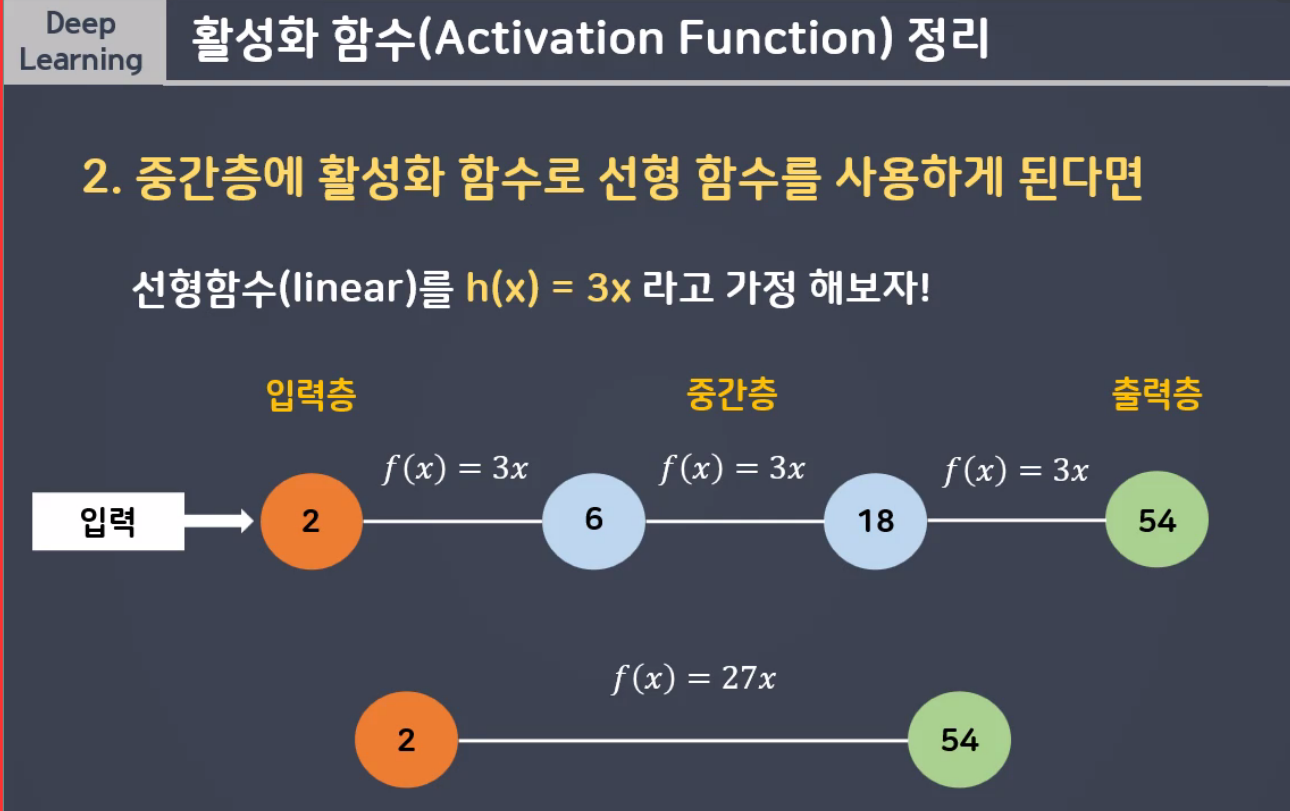 Deep
Learning
활성화 함수(Activation Function) 정리
2. 중간층에 활성화 함수로 선형 함수를 사용하게 된다면
선형함수(linear)를 h(x) = 3x 라고 가정 해보자!
입력층
중간층
출력층
f(x) = 3x
f(x) = 3x
f(x) = 3x
입력
2
6
18
54
f(x) = 27x
2
54